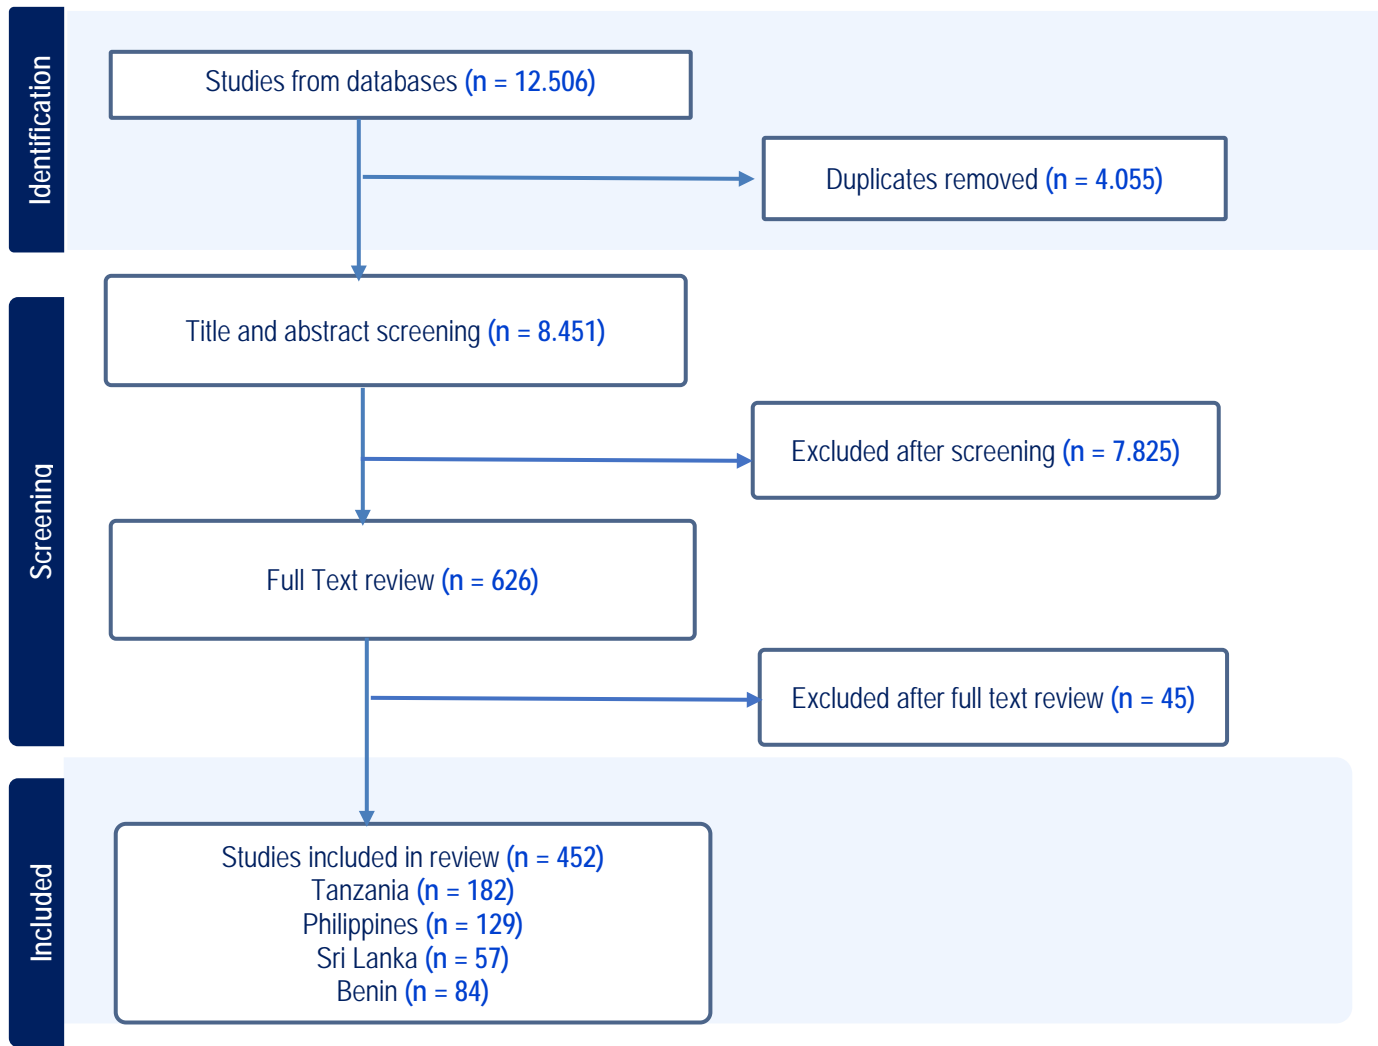 Identification
Studies from databases (n = 12.506)
Duplicates removed (n = 4.055)
Screening
Title and abstract screening (n = 8.451)
Excluded after screening (n = 7.825)
Full Text review (n = 626)
Excluded after full text review (n = 45)
Included
Studies included in review (n = 452)
Tanzania (n = 182)
Philippines (n = 129)
Sri Lanka (n = 57)
Benin (n = 84)